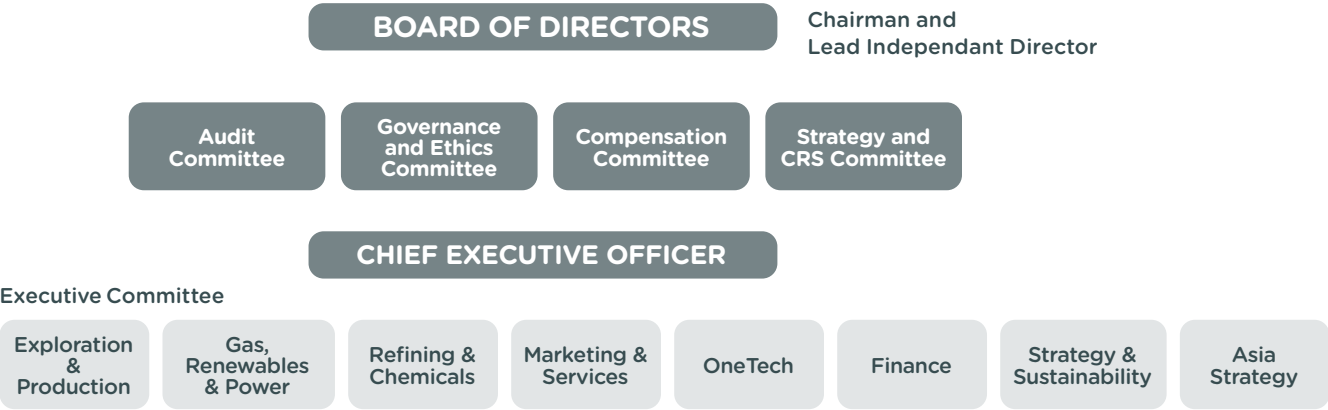 BOARD OF DIRECTORS
Chairman and
Lead Independant Director
Audit
Committee
Governance
and Ethics
Committee
Compensation
Committee
Strategy and
CRS Committee
CHIEF EXECUTIVE OFFICER
Executive Committee
Exploration
&
Production
Gas,
Renewables
& Power
Refining &
Chemicals
Marketing &
Services
OneTech
Finance
Strategy &
Sustainability
Asia
Strategy